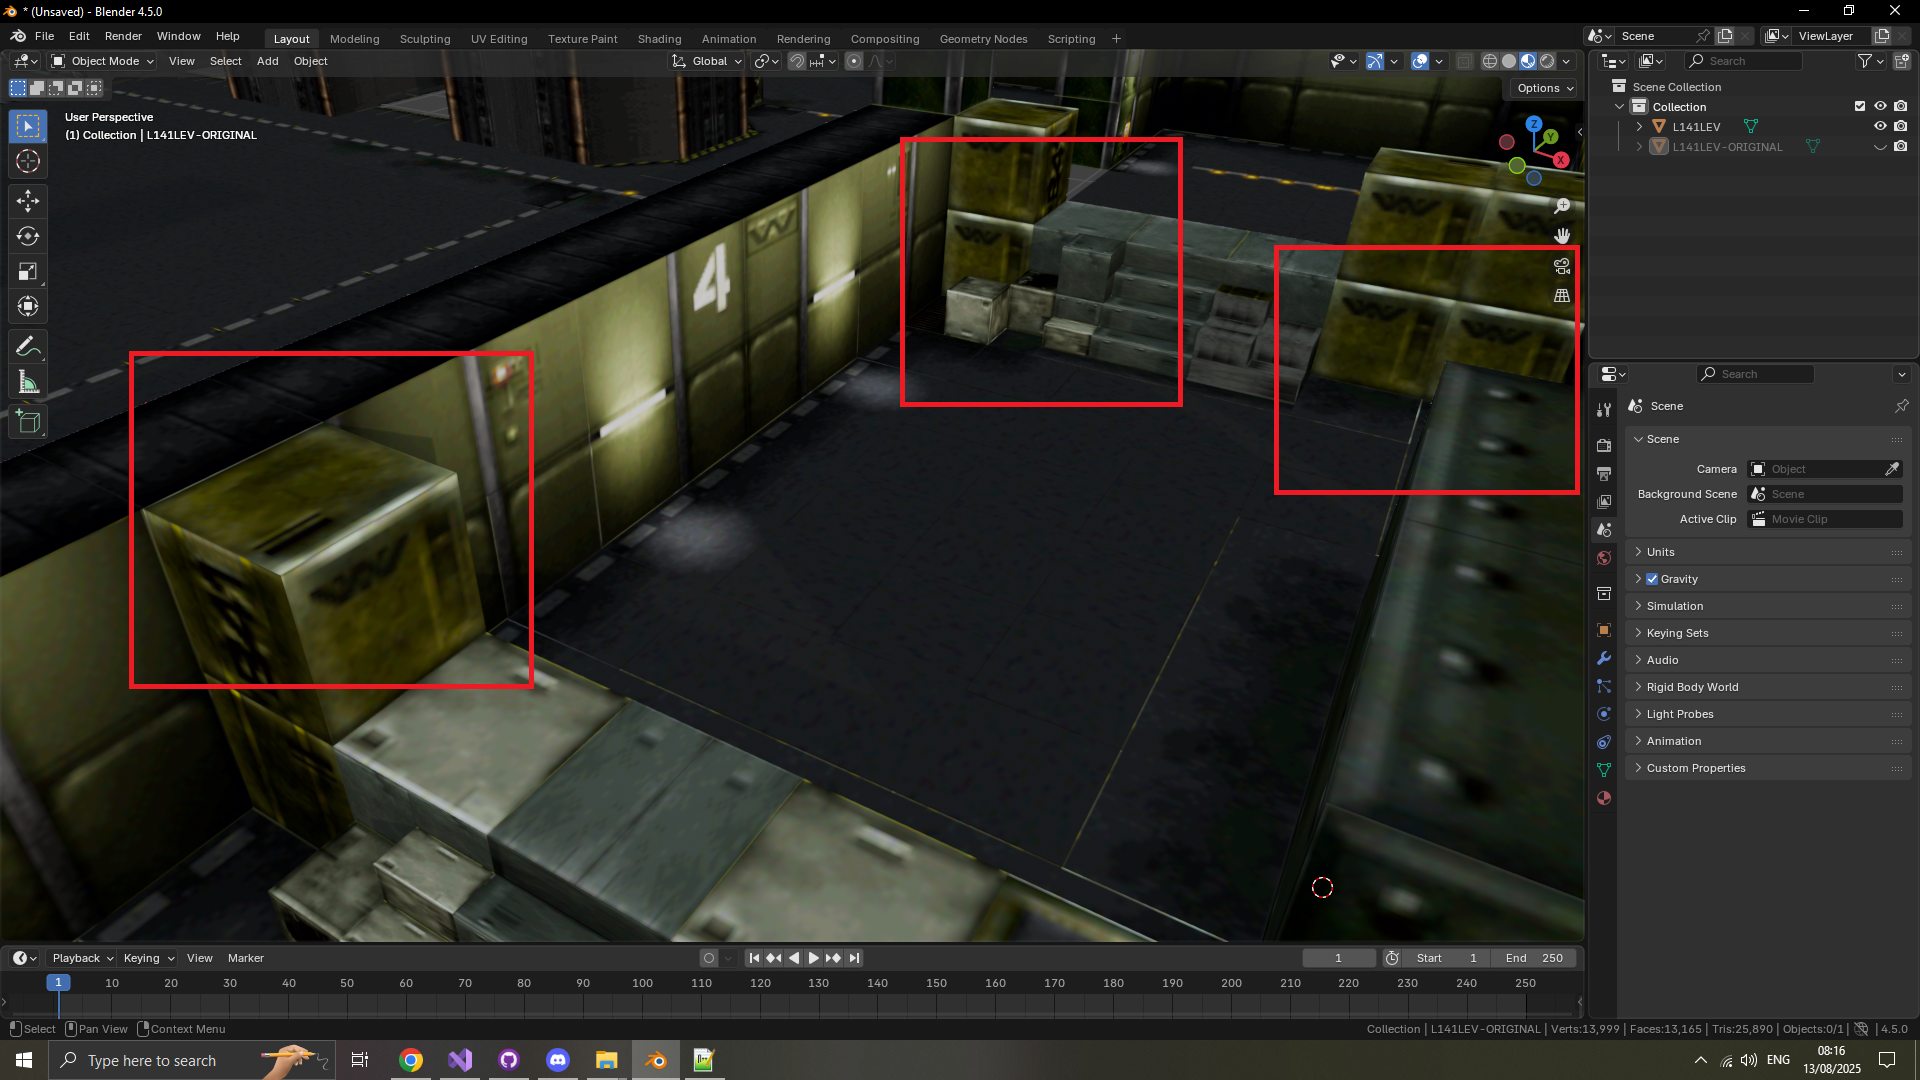 * (Unsaved) - Blender 4.5.0
File Edit Render Window Help
Layout Modeling Sculpting UV Editing Texture Paint Shading Animation Rendering Compositing Geometry Nodes Scripting +
Scene
ViewLayer
Object Mode View Select Add Object
Global
Search
Options
User Perspective
(1) Collection | L141LEV-ORIGINAL
Z
Y
X
4
Scene Collection
Collection
L141LEV
L141LEV-ORIGINAL
Search
Scene
Scene
Camera Object
Background Scene Scene
Active Clip Movie Clip
Units
Gravity
Simulation
Keying Sets
Audio
Rigid Body World
Light Probes
Animation
Custom Properties
Playback Keying View Marker
1
Start 1
End 250
1 10 20 30 40 50 60 70 80 90 100 110 120 130 140 150 160 170 180 190 200 210 220 230 240 250
Select Pan View Context Menu
Collection | L141LEV-ORIGINAL | Verts:13,999 | Faces:13,165 | Tris:25,890 | Objects:0/1 | 4.5.0
Type here to search
ENG
08:16
13/08/2025